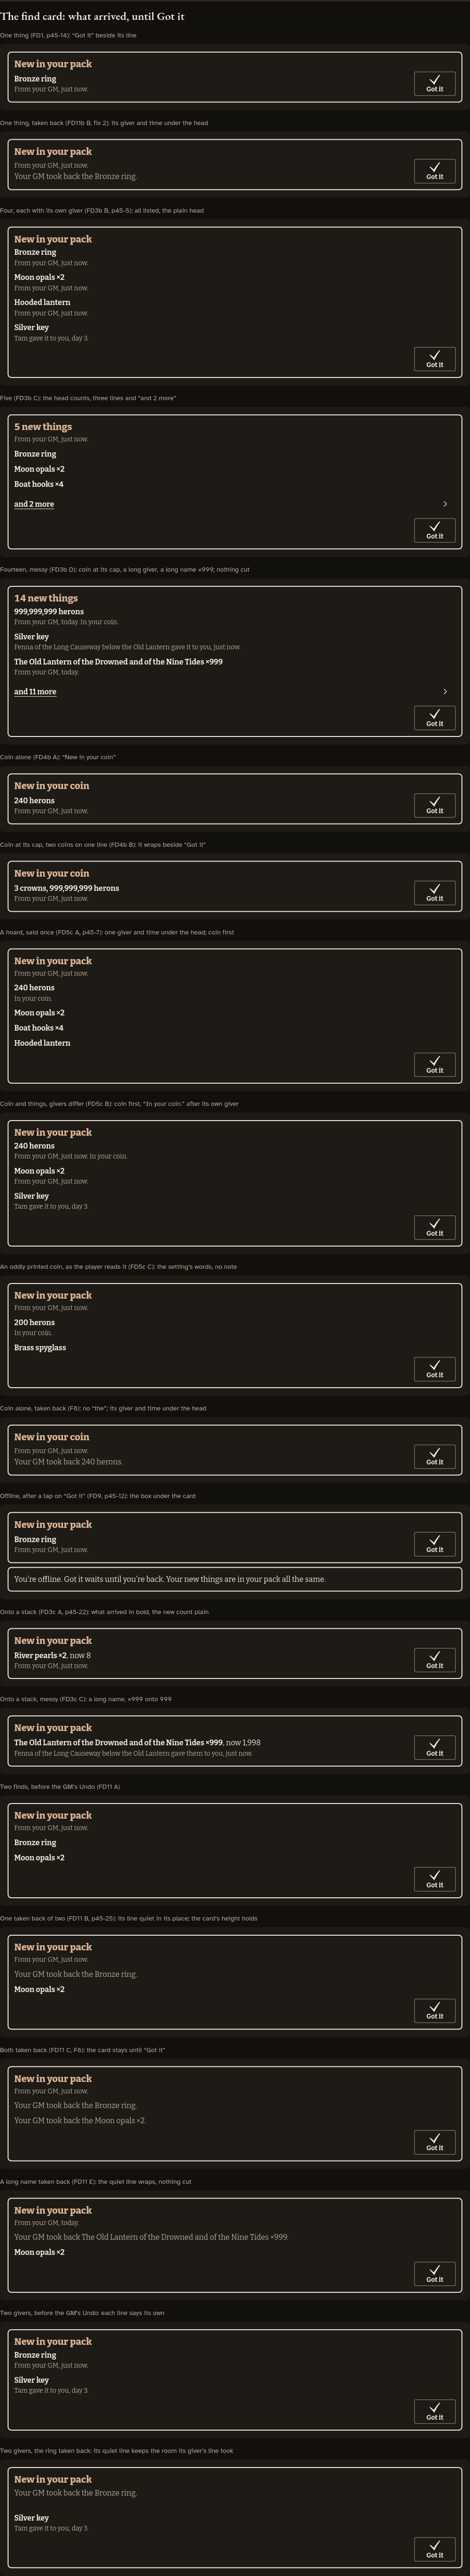 The find card: what arrived, until Got it
One thing (FD1, p45-14): “Got it” beside its line
New in your pack
Bronze ring
From your GM, just now.
Got it
One thing, taken back (FD11b B, fix 2): its giver and time under the head
New in your pack
From your GM, just now.
Your GM took back the Bronze ring.
Got it
Four, each with its own giver (FD3b B, p45-5): all listed, the plain head
New in your pack
Bronze ring
From your GM, just now.
Moon opals ×2
From your GM, just now.
Hooded lantern
From your GM, just now.
Silver key
Tam gave it to you, day 3.
Got it
Five (FD3b C): the head counts, three lines and “and 2 more”
5 new things
From your GM, just now.
Bronze ring
Moon opals ×2
Boat hooks ×4
and 2 more
Got it
Fourteen, messy (FD3b D): coin at its cap, a long giver, a long name ×999; nothing cut
14 new things
999,999,999 herons
From your GM, today. In your coin.
Silver key
Fenna of the Long Causeway below the Old Lantern gave it to you, just now.
The Old Lantern of the Drowned and of the Nine Tides ×999
From your GM, today.
and 11 more
Got it
Coin alone (FD4b A): “New in your coin”
New in your coin
240 herons
From your GM, just now.
Got it
Coin at its cap, two coins on one line (FD4b B): it wraps beside “Got it”
New in your coin
3 crowns, 999,999,999 herons
From your GM, just now.
Got it
A hoard, said once (FD5c A, p45-7): one giver and time under the head; coin first
New in your pack
From your GM, just now.
240 herons
In your coin.
Moon opals ×2
Boat hooks ×4
Hooded lantern
Got it
Coin and things, givers differ (FD5c B): coin first, “In your coin.” after its own giver
New in your pack
240 herons
From your GM, just now. In your coin.
Moon opals ×2
From your GM, just now.
Silver key
Tam gave it to you, day 3.
Got it
An oddly printed coin, as the player reads it (FD5c C): the setting’s words, no note
New in your pack
From your GM, just now.
200 herons
In your coin.
Brass spyglass
Got it
Coin alone, taken back (F8): no “the”; its giver and time under the head
New in your coin
From your GM, just now.
Your GM took back 240 herons.
Got it
Offline, after a tap on “Got it” (FD9, p45-12): the box under the card
New in your pack
Bronze ring
From your GM, just now.
Got it
You’re offline. Got it waits until you’re back. Your new things are in your pack all the same.
Onto a stack (FD3c A, p45-22): what arrived in bold, the new count plain
New in your pack
River pearls ×2, now 8
From your GM, just now.
Got it
Onto a stack, messy (FD3c C): a long name, ×999 onto 999
New in your pack
The Old Lantern of the Drowned and of the Nine Tides ×999, now 1,998
Fenna of the Long Causeway below the Old Lantern gave them to you, just now.
Got it
Two finds, before the GM’s Undo (FD11 A)
New in your pack
From your GM, just now.
Bronze ring
Moon opals ×2
Got it
One taken back of two (FD11 B, p45-25): its line quiet in its place; the card’s height holds
New in your pack
From your GM, just now.
Your GM took back the Bronze ring.
Moon opals ×2
Got it
Both taken back (FD11 C, F8): the card stays until “Got it”
New in your pack
From your GM, just now.
Your GM took back the Bronze ring.
Your GM took back the Moon opals ×2.
Got it
A long name taken back (FD11 E): the quiet line wraps, nothing cut
New in your pack
From your GM, today.
Your GM took back The Old Lantern of the Drowned and of the Nine Tides ×999.
Moon opals ×2
Got it
Two givers, before the GM’s Undo: each line says its own
New in your pack
Bronze ring
From your GM, just now.
Silver key
Tam gave it to you, day 3.
Got it
Two givers, the ring taken back: its quiet line keeps the room its giver’s line took
New in your pack
Your GM took back the Bronze ring.
Silver key
Tam gave it to you, day 3.
Got it